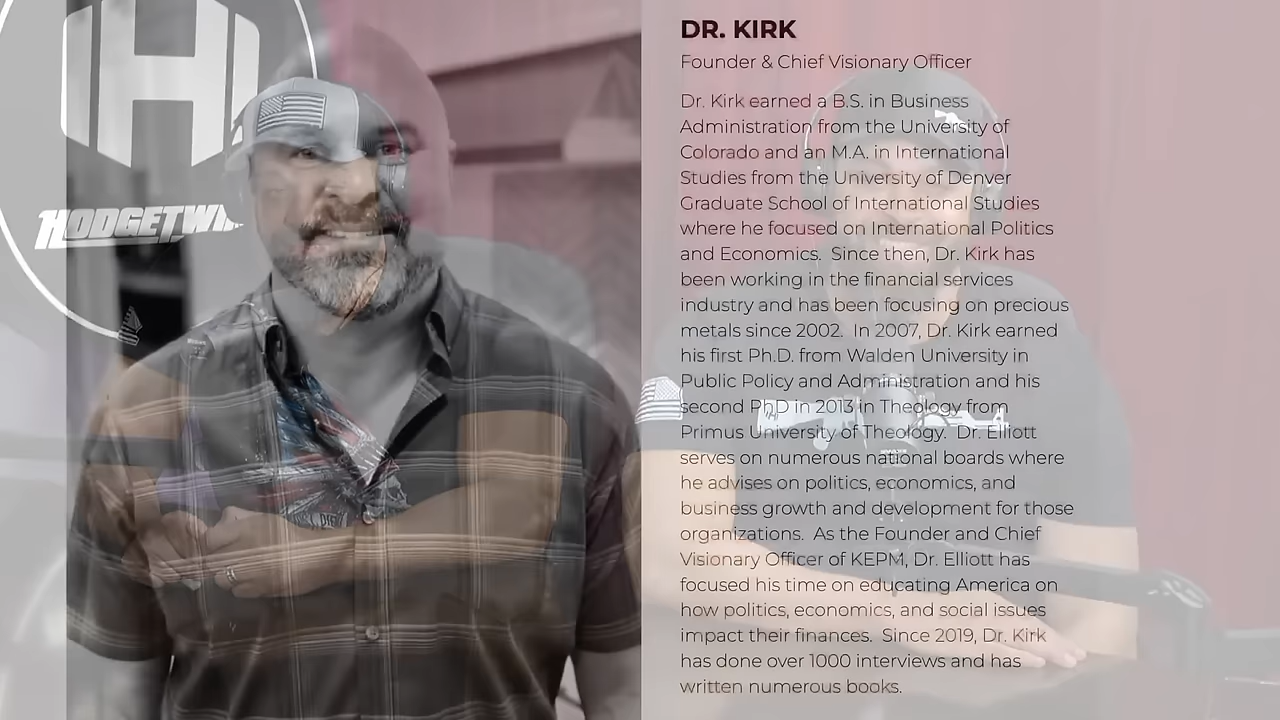 H
HODGETWI
DR. KIRK
Founder & Chief Visionary Officer
Dr. Kirk earned a B.S. in Business
Administration from the University of
Colorado and an M.A. in International
Studies from the University of Denver
Graduate School of International Studies
where he focused on International Politics
and Economics. Since then, Dr. Kirk has
been working in the financial services
industry and has been focusing on precious
metals since 2002. In 2007, Dr. Kirk earned
his first Ph.D. from Walden University in
Public Policy and Administration and his
second PhD in 2013 in Theology from
Primus University of Theology. Dr. Elliott
serves on numerous national boards where
he advises on politics, economics, and
business growth and development for those
organizations. As the Founder and Chief
Visionary Officer of KEPM, Dr. Elliott has
focused his time on educating America on
how politics, economics, and social issues
impact their finances. Since 2019, Dr. Kirk
has done over 1000 interviews and has
written numerous books.